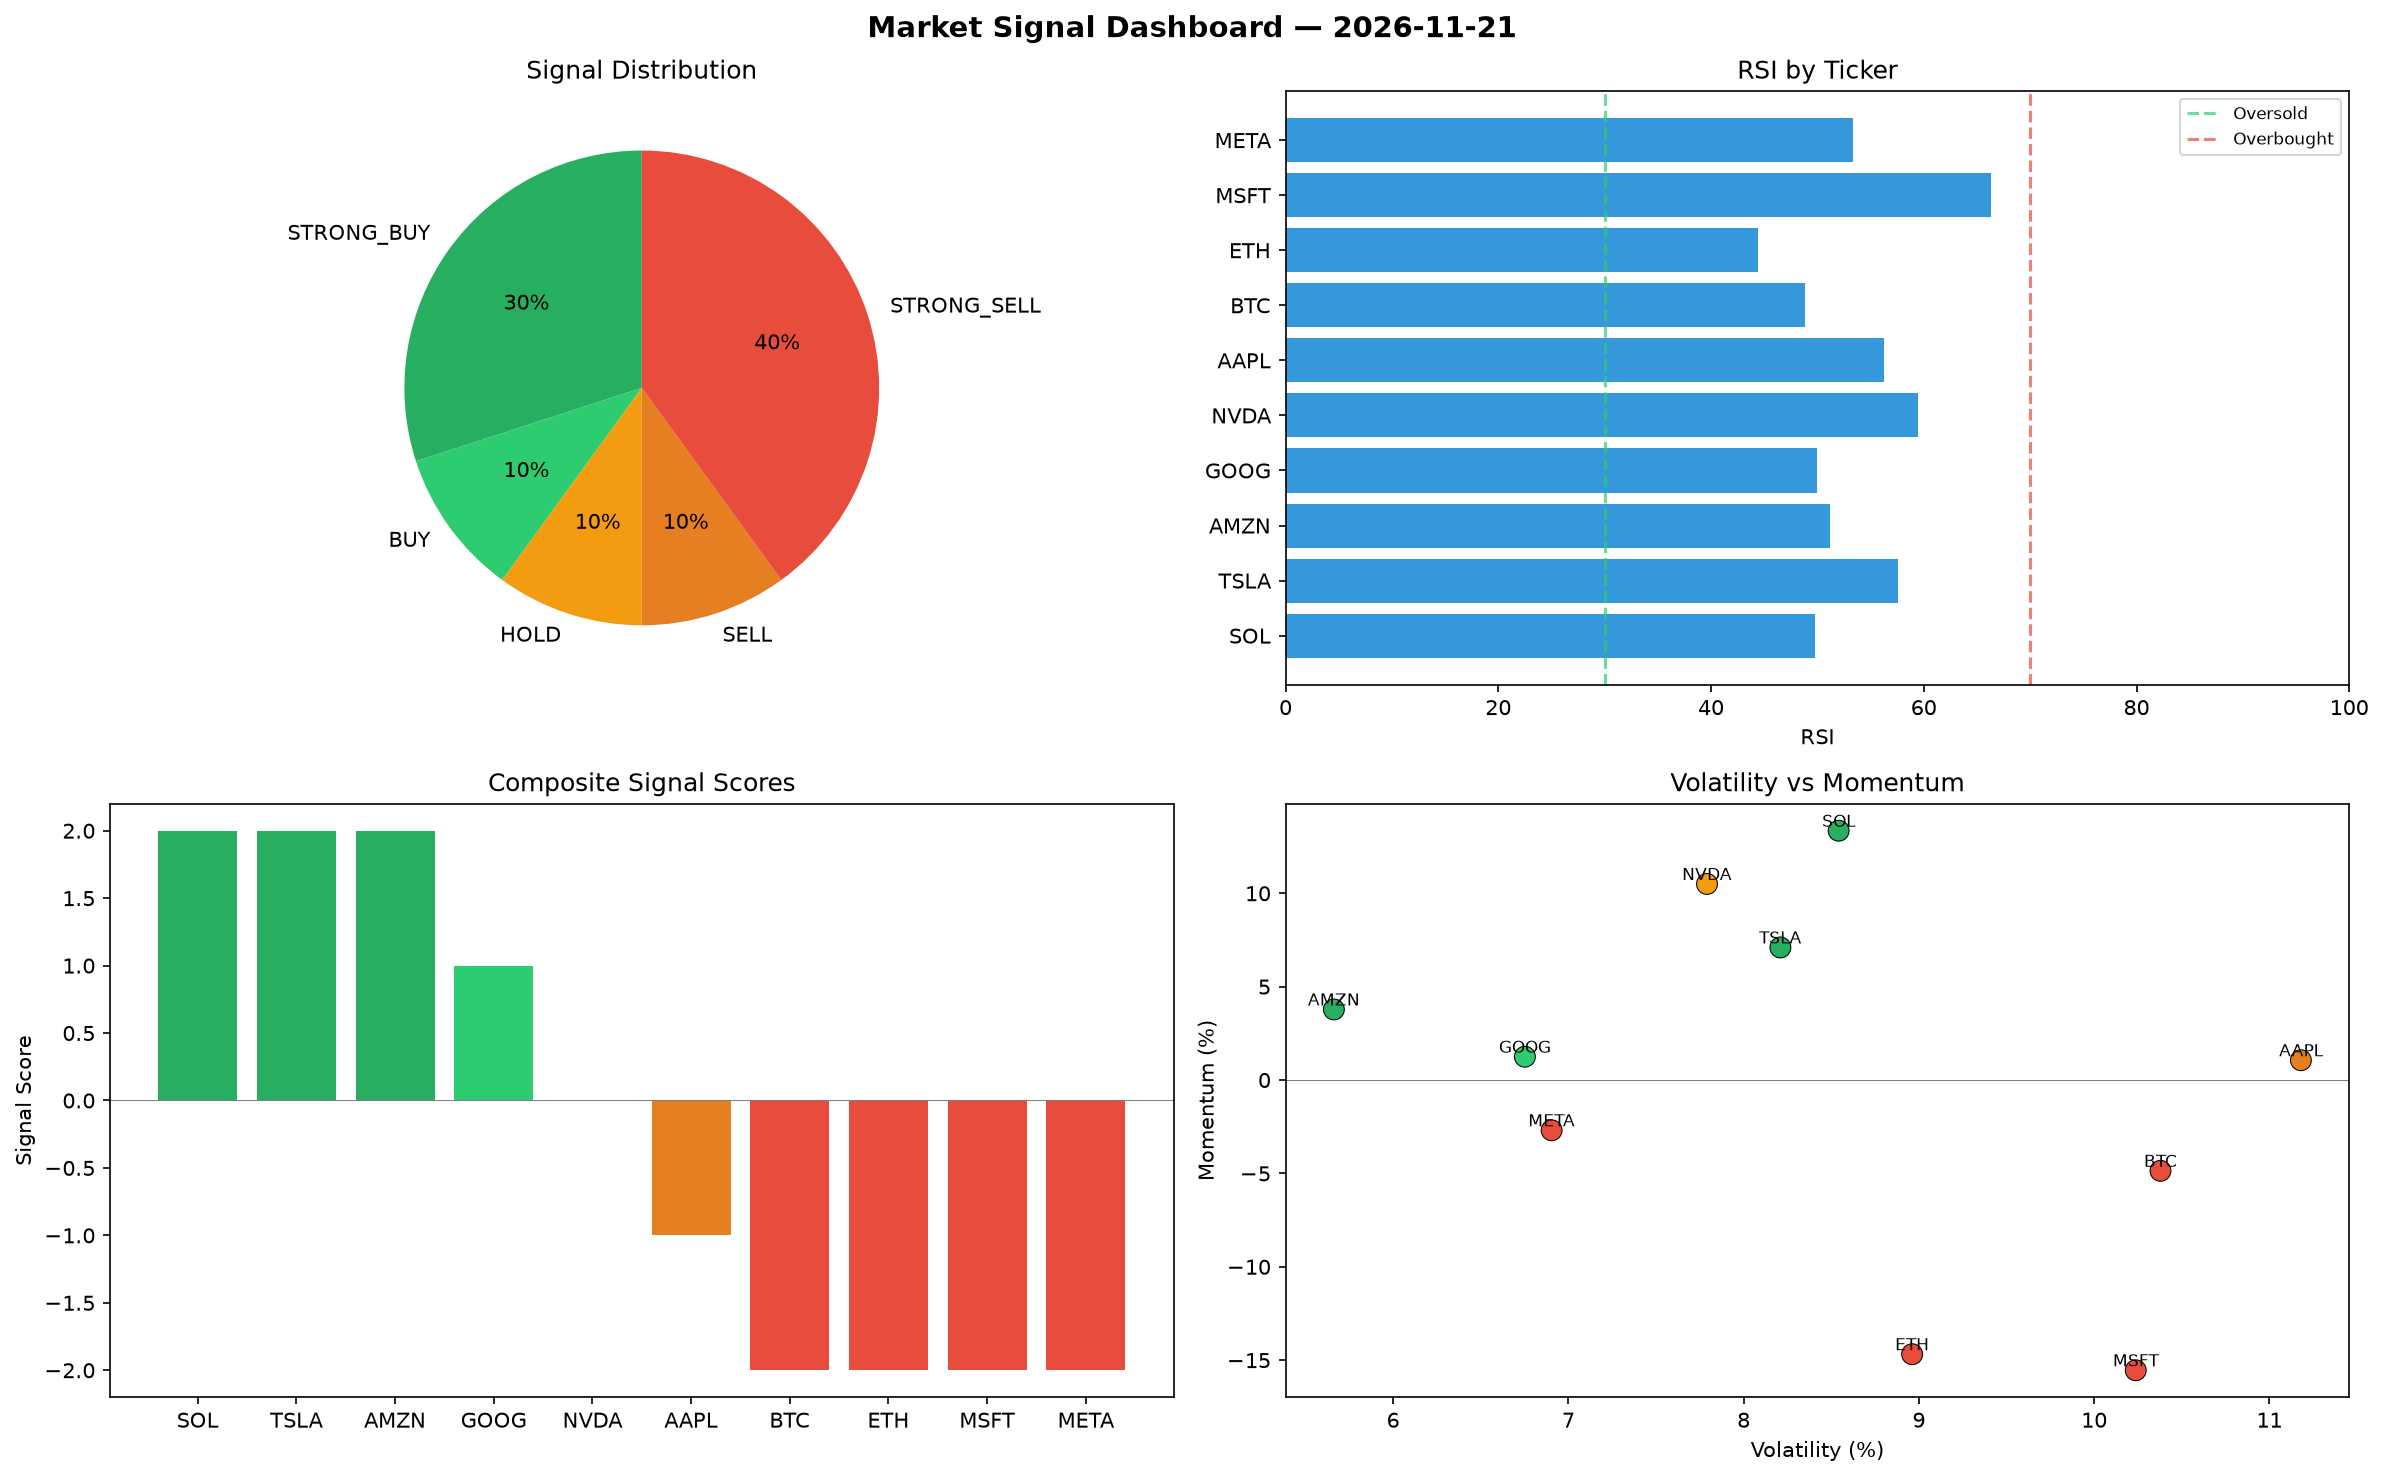 Market Signal Dashboard — 2026-11-21
Signal Distribution
STRONG_BUY
30%
BUY
10%
HOLD
10%
SELL
10%
STRONG_SELL
40%
RSI by Ticker
Oversold
Overbought
META
MSFT
ETH
BTC
AAPL
NVDA
GOOG
AMZN
TSLA
SOL
0 20 40 60 80 100
RSI
Composite Signal Scores
Signal Score
2.0
1.5
1.0
0.5
0.0
−0.5
−1.0
−1.5
−2.0
SOL TSLA AMZN GOOG NVDA AAPL BTC ETH MSFT META
Volatility vs Momentum
Momentum (%)
10
5
0
−5
−10
−15
SOL
NVDA
TSLA
AMZN
GOOG
AAPL
META
BTC
ETH
MSFT
6 7 8 9 10 11
Volatility (%)